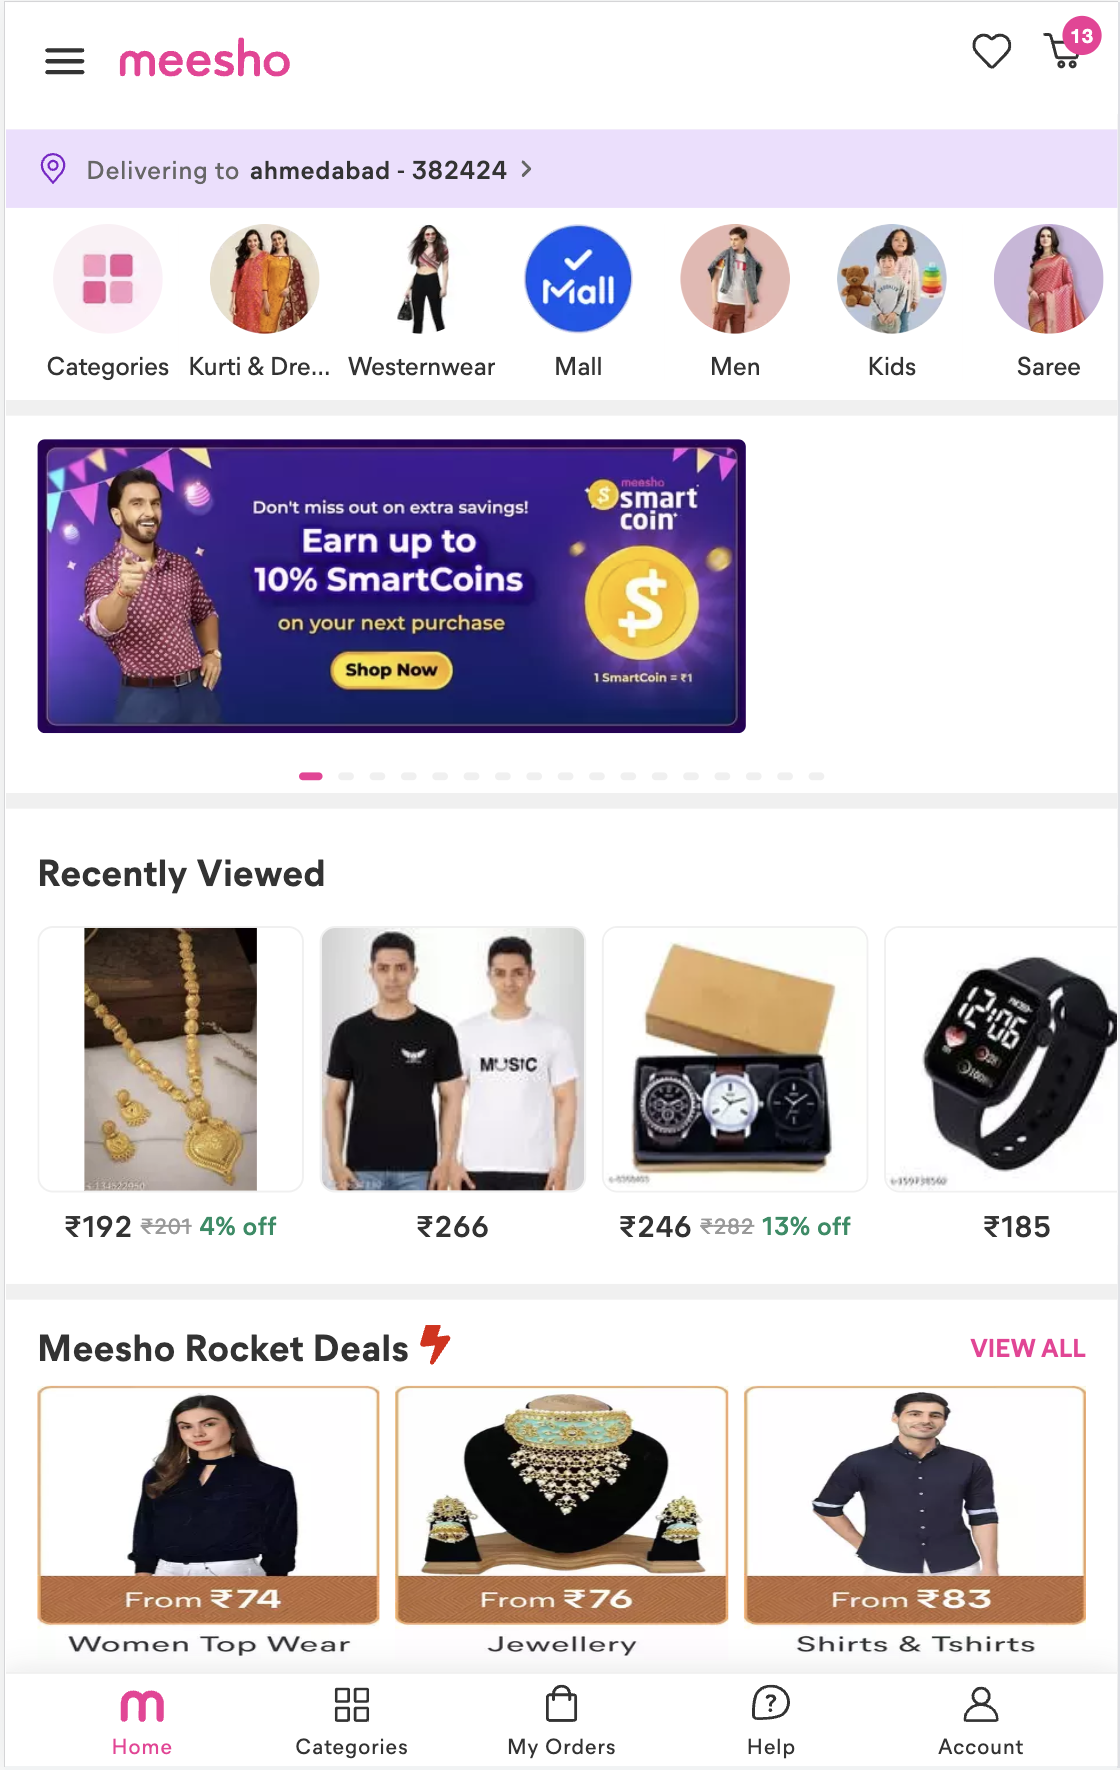 meesho
13
Delivering to ahmedabad - 382424
Mall
Categories
Kurti & Dre...
Westernwear
Mall
Men
Kids
Saree
Don't miss out on extra savings!
Earn up to
10% SmartCoins
on your next purchase
Shop Now
meesho
smart
coin
1 SmartCoin = ₹1
Recently Viewed
MUSIC
12:06
₹192 ₹201 4% off
₹266
₹246 ₹282 13% off
₹185
Meesho Rocket Deals
VIEW ALL
From ₹74
From ₹76
From ₹83
Women Top Wear
Jewellery
Shirts & Tshirts
Home
Categories
My Orders
Help
Account